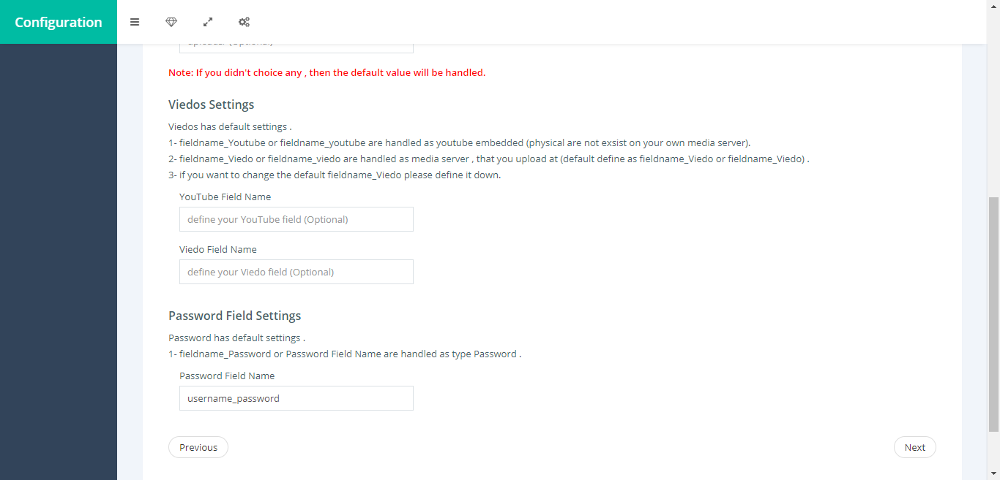 Configuration
Note: If you didn't choice any , then the default value will be handled.
Viedos Settings
Viedos has default settings .
1- fieldname_Youtube or fieldname_youtube are handled as youtube embedded (physical are not exsist on your own media server).
2- fieldname_Viedo or fieldname_viedo are handled as media server , that you upload at (default define as fieldname_Viedo or fieldname_Viedo) .
3- if you want to change the default fieldname_Viedo please define it down.
YouTube Field Name
define your YouTube field (Optional)
Viedo Field Name
define your Viedo field (Optional)
Password Field Settings
Password has default settings .
1- fieldname_Password or Password Field Name are handled as type Password .
Password Field Name
username_password
Previous
Next